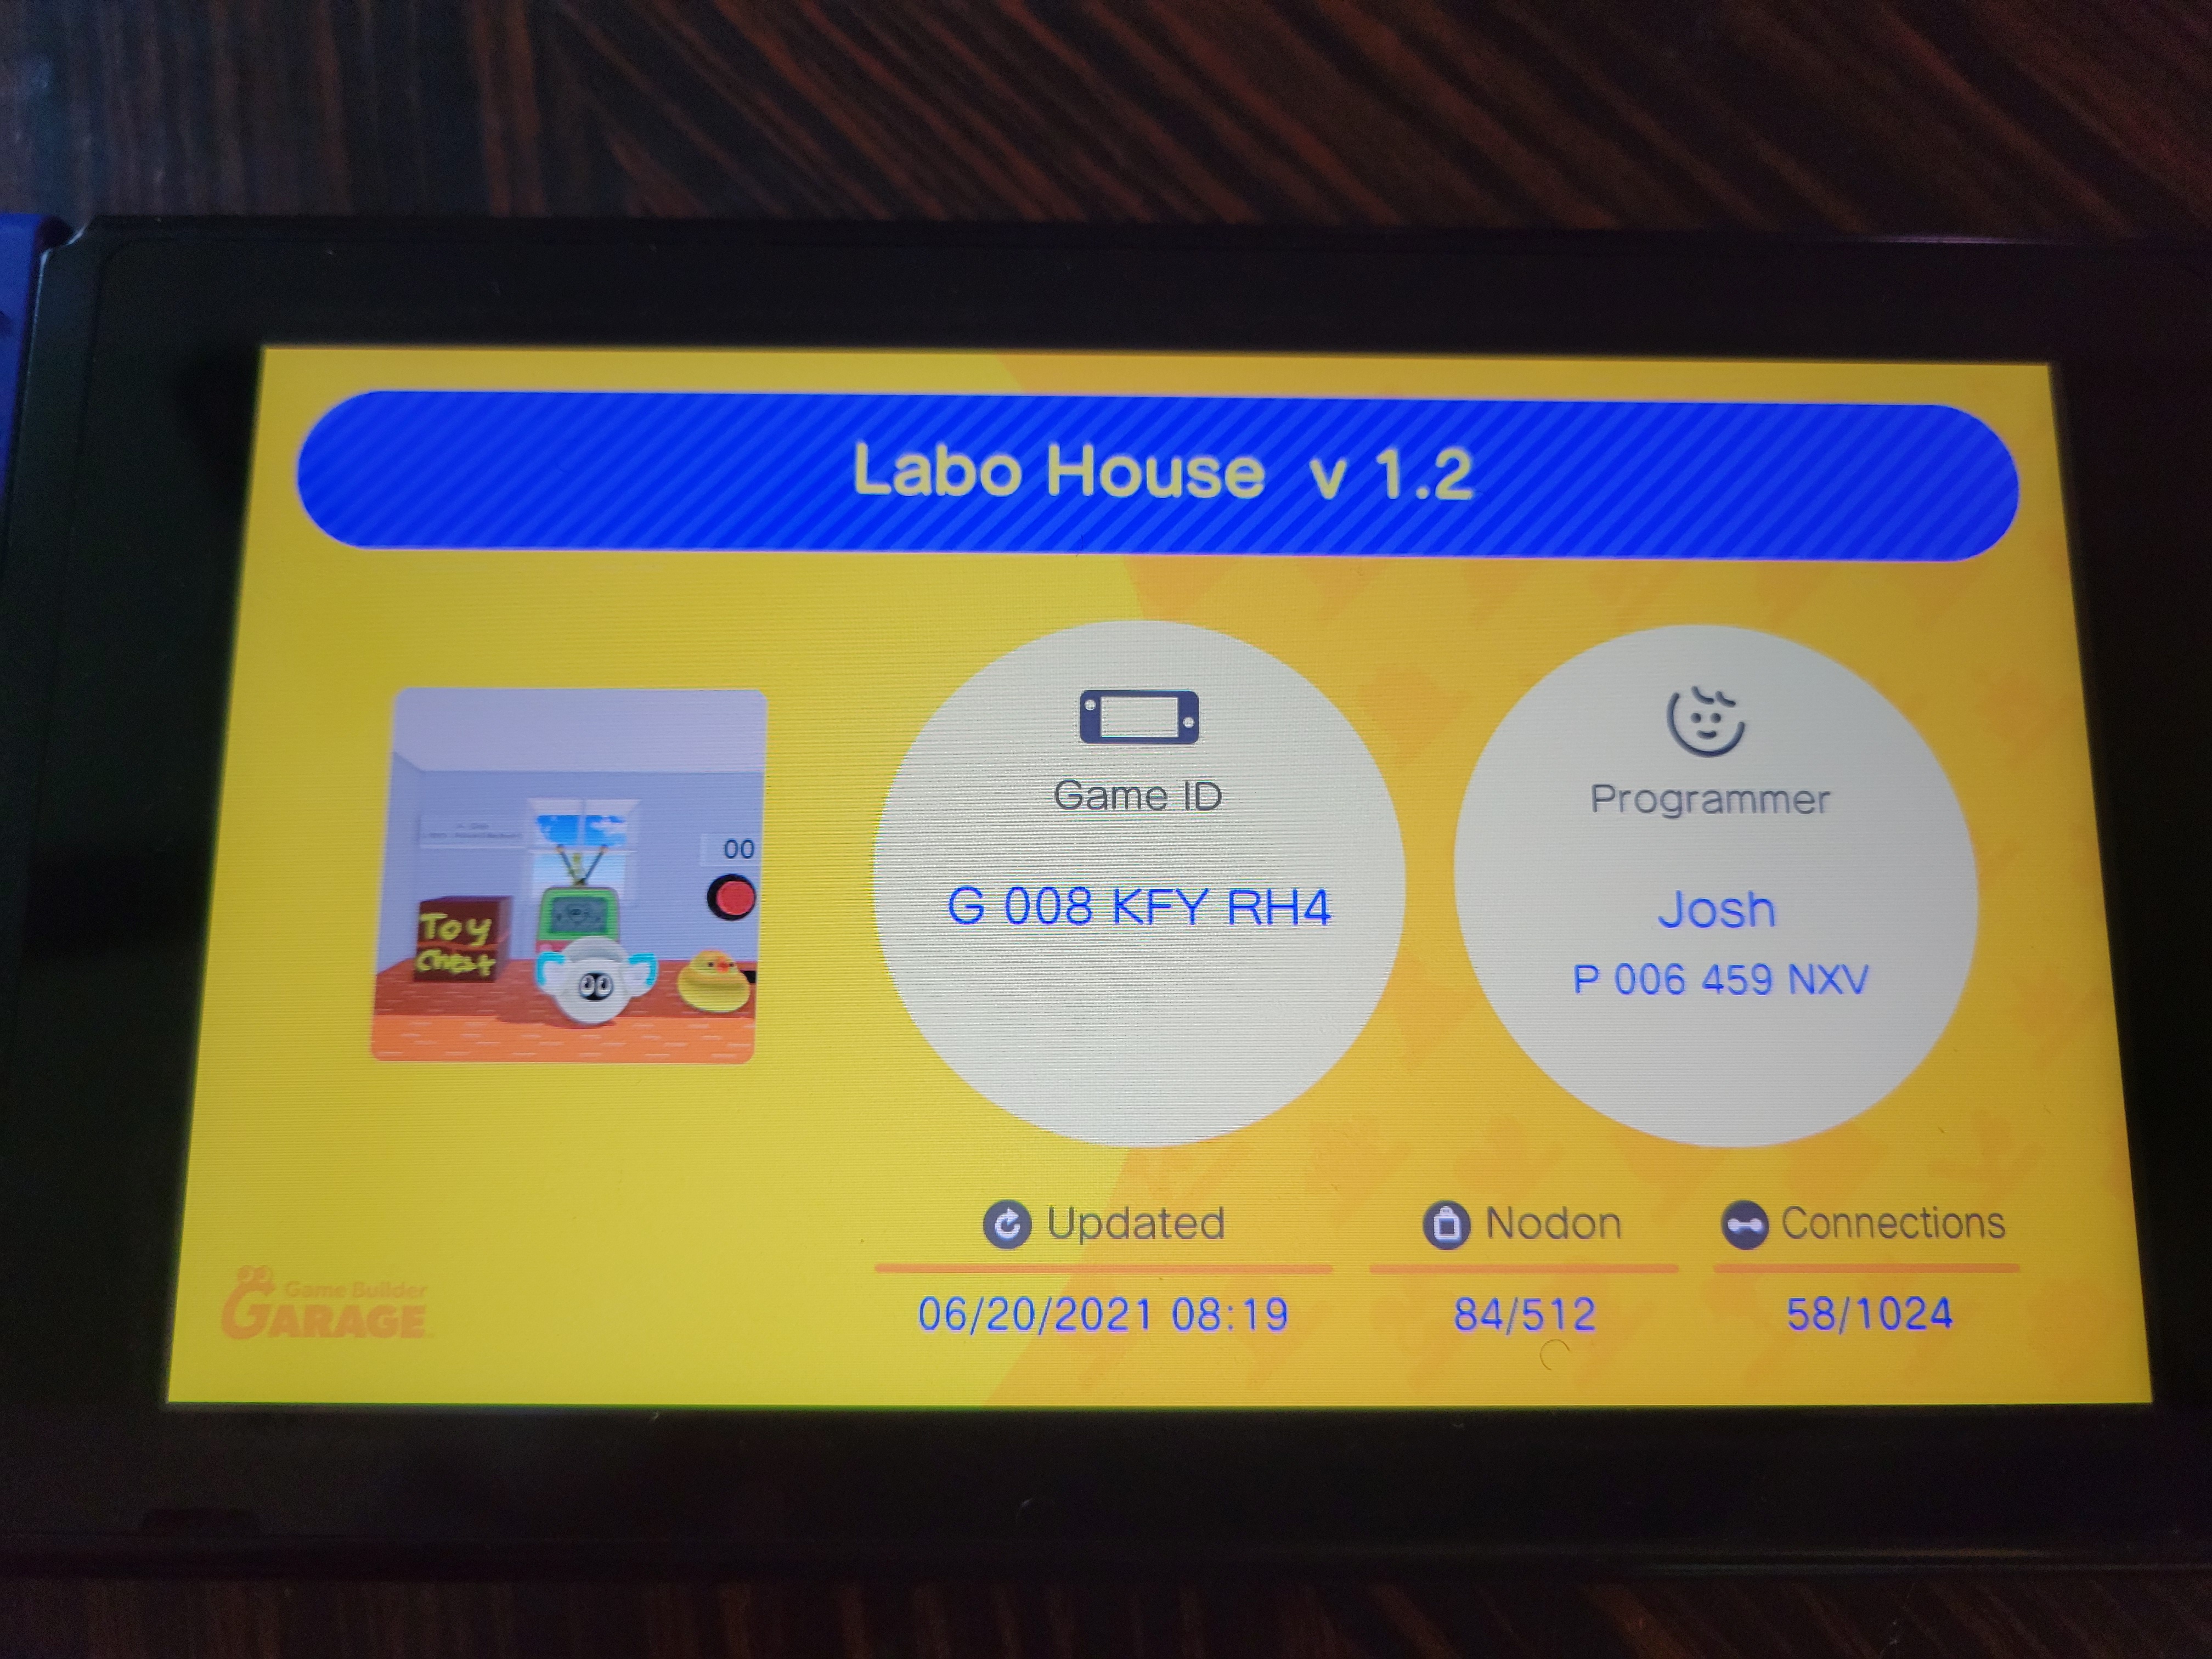 Labo House v 1.2
00
Toy
Chest
Game ID
G 008 KFY RH4
Programmer
Josh
P 006 459 NXV
Updated
Nodon
Connections
06/20/2021 08:19
84/512
58/1024
Game Builder
GARAGE